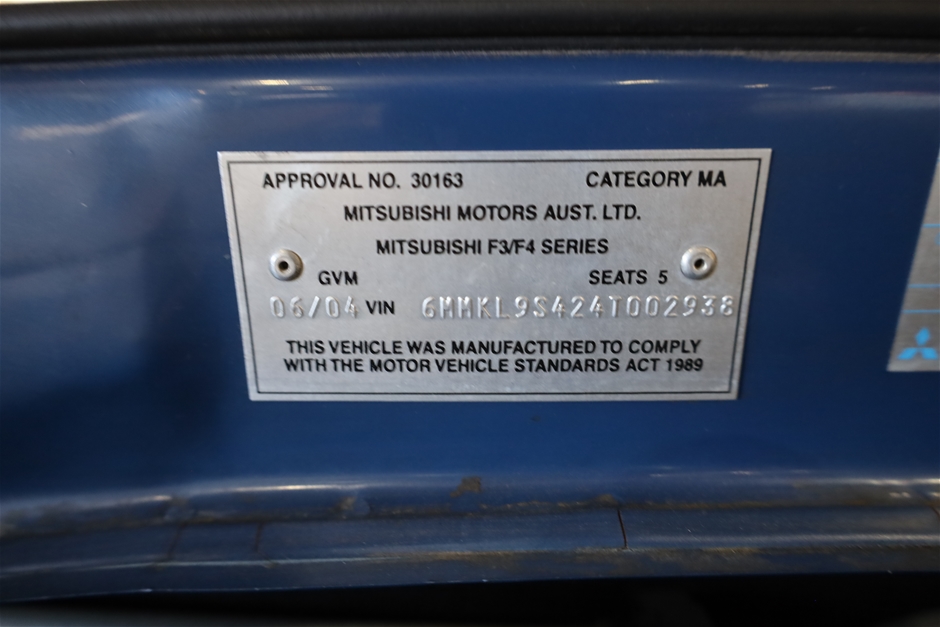 APPROVAL NO. 30163 CATEGORY MA
MITSUBISHI MOTORS AUST. LTD.
MITSUBISHI F3/F4 SERIES
GVM SEATS 5
06/04 VIN 6MMKL9S424T002938
THIS VEHICLE WAS MANUFACTURED TO COMPLY
WITH THE MOTOR VEHICLE STANDARDS ACT 1989